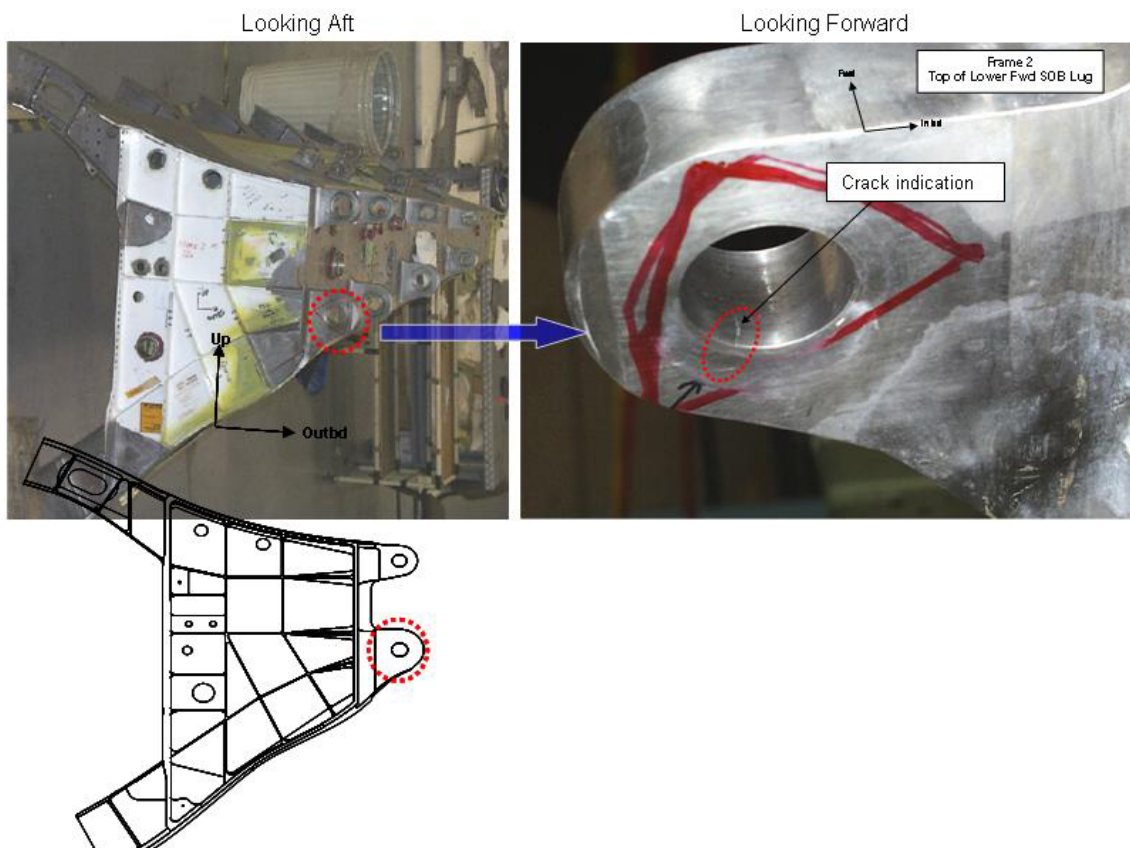 Looking Aft
Looking Forward
Frame 2
Top of Lower Fwd SOB Lug
Fwd
Inbd
Crack indication
Up
Outbd